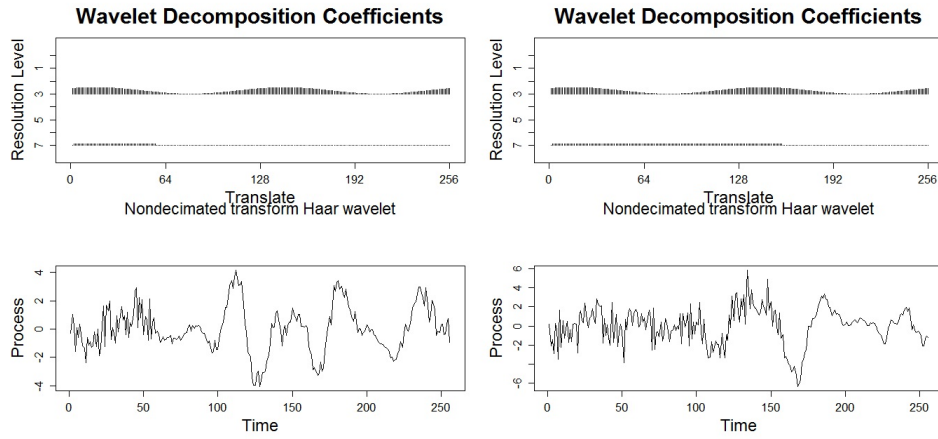 Wavelet Decomposition Coefficients
Resolution Level
1
3
5
7
0 64 128 192 256
Translate
Nondecimated transform Haar wavelet
Wavelet Decomposition Coefficients
Resolution Level
1
3
5
7
0 64 128 192 256
Translate
Nondecimated transform Haar wavelet
Process
4
2
0
-2
-4
0 50 100 150 200 250
Time
Process
6
4
2
0
-2
-6
0 50 100 150 200 250
Time